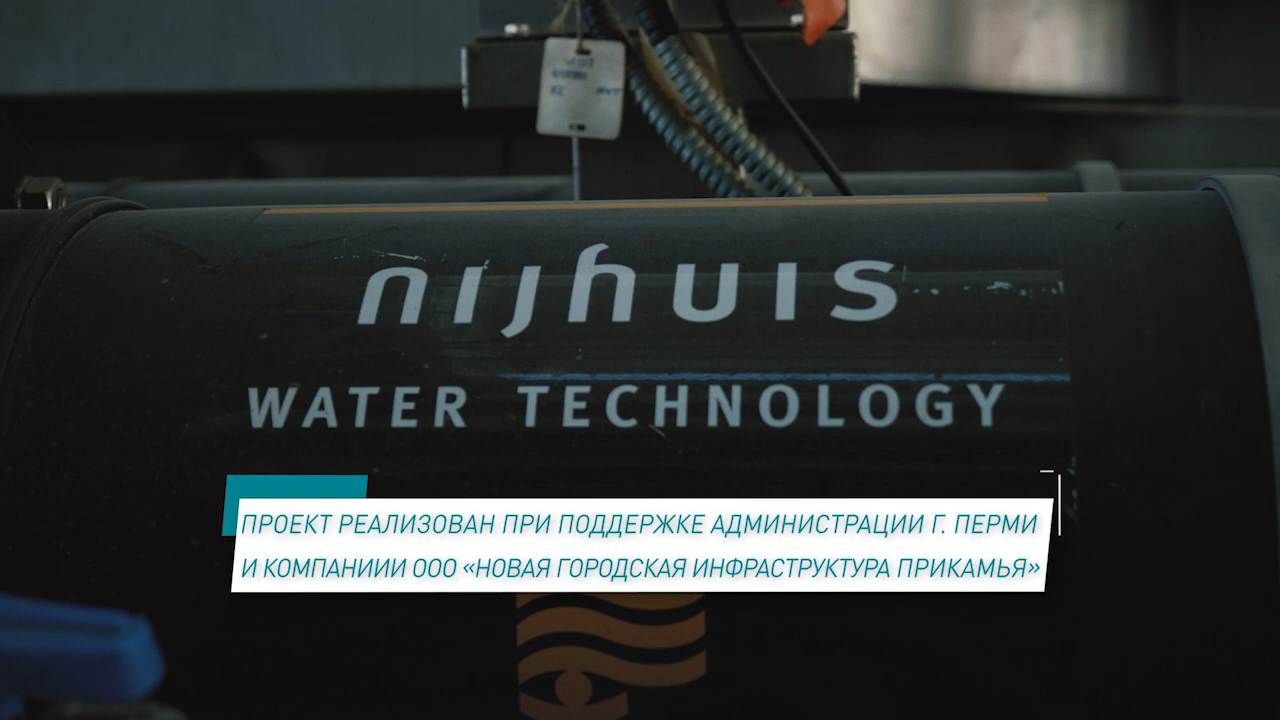 nijhuis
WATER TECHNOLOGY
ПРОЕКТ РЕАЛИЗОВАН ПРИ ПОДДЕРЖКЕ АДМИНИСТРАЦИИ Г. ПЕРМИ
И КОМПАНИИИ ООО «НОВАЯ ГОРОДСКАЯ ИНФРАСТРУКТУРА ПРИКАМЬЯ»